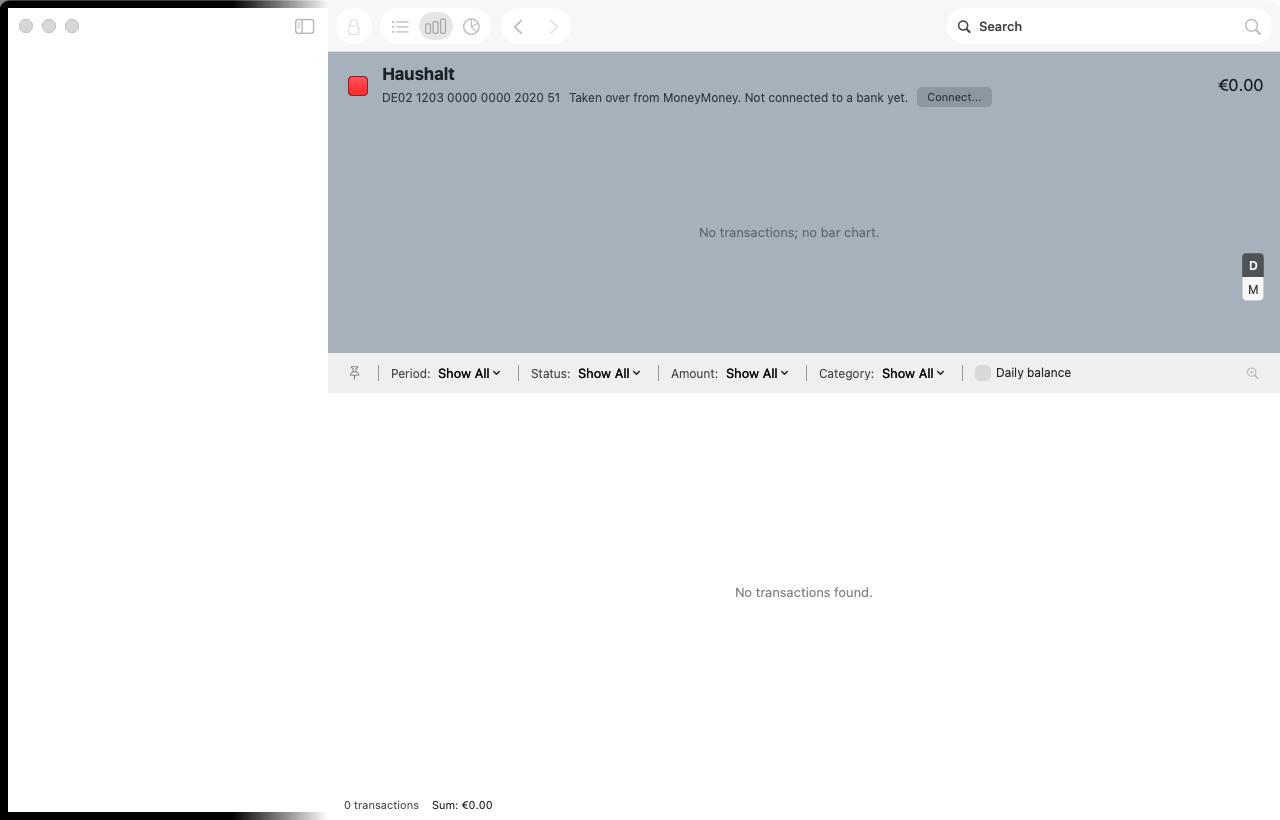 Search
Haushalt
DE02 1203 0000 0000 2020 51 Taken over from MoneyMoney. Not connected to a bank yet. Connect...
€0.00
No transactions; no bar chart.
D
M
Period: Show All Status: Show All Amount: Show All Category: Show All Daily balance
No transactions found.
0 transactions Sum: €0.00